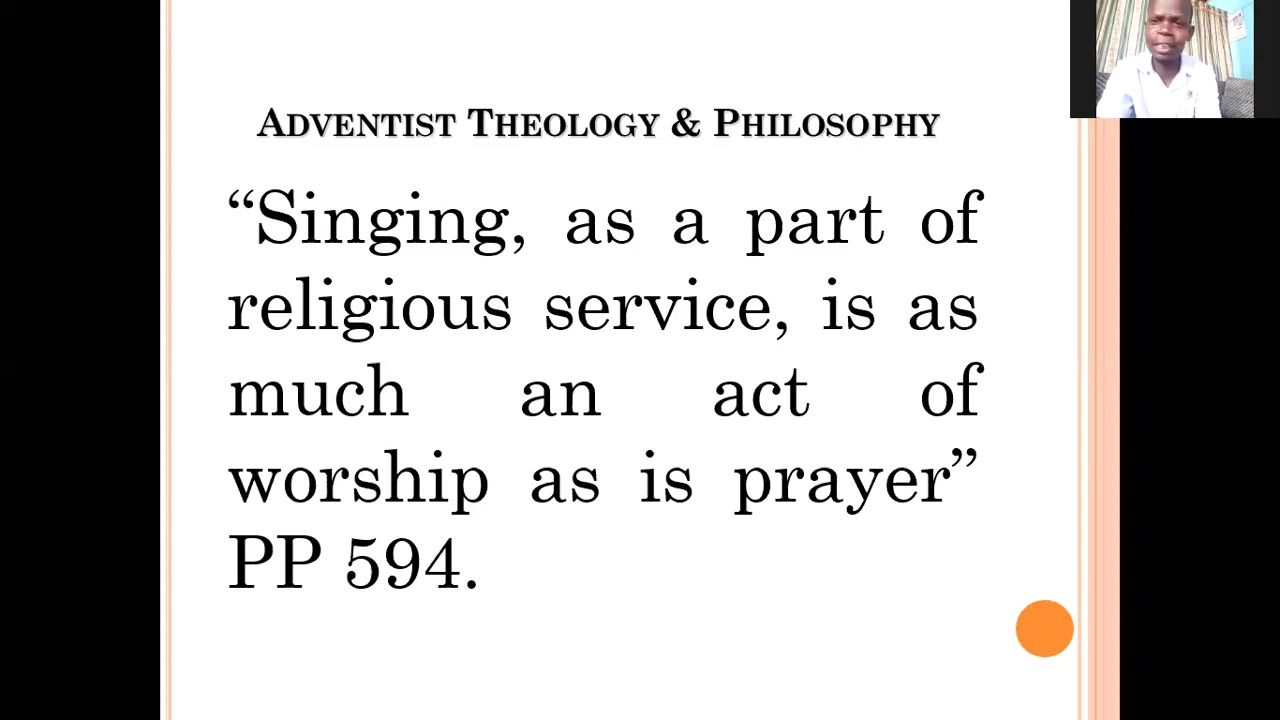 ADVENTIST THEOLOGY & PHILOSOPHY
“Singing, as a part of
religious service, is as
much an act of
worship as is prayer”
PP 594.